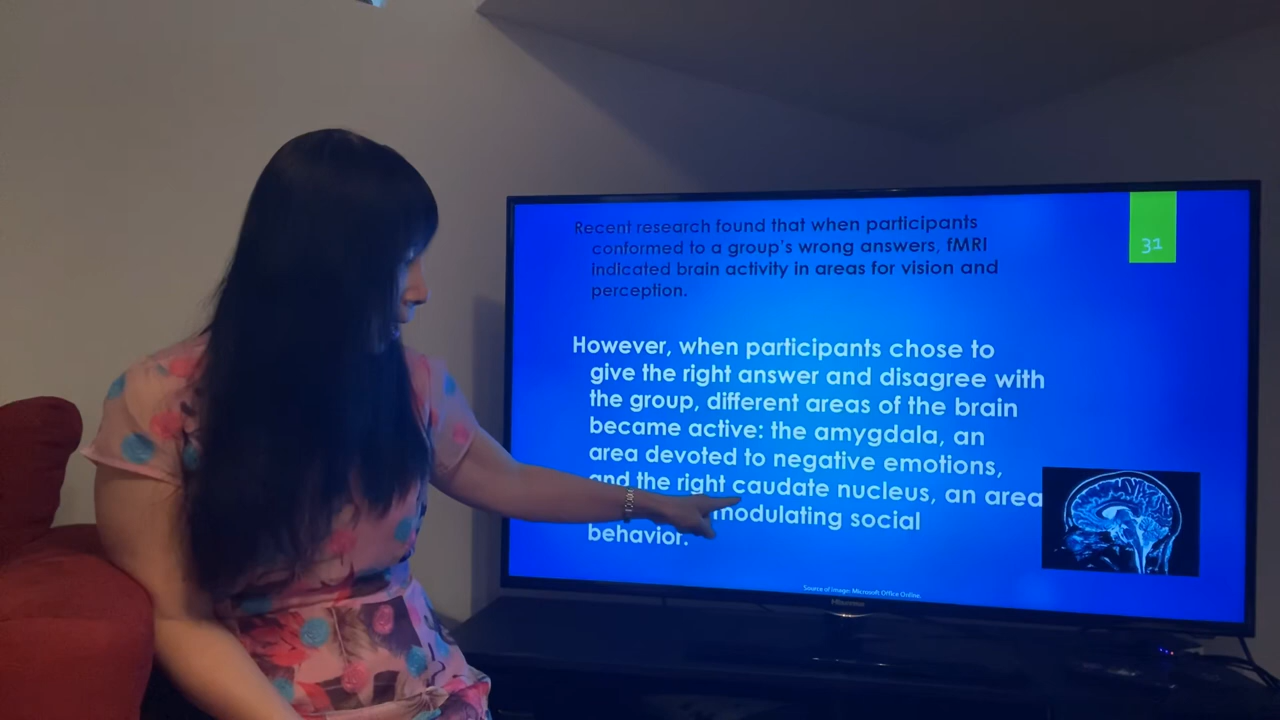 31
Recent research found that when participants
conformed to a group's wrong answers, fMRI
indicated brain activity in areas for vision and
perception.
However, when participants chose to
give the right answer and disagree with
the group, different areas of the brain
became active: the amygdala, an
area devoted to negative emotions,
and the right caudate nucleus, an area
modulating social
behavior.
Source of Image: Microsoft Office Online.
Hisense